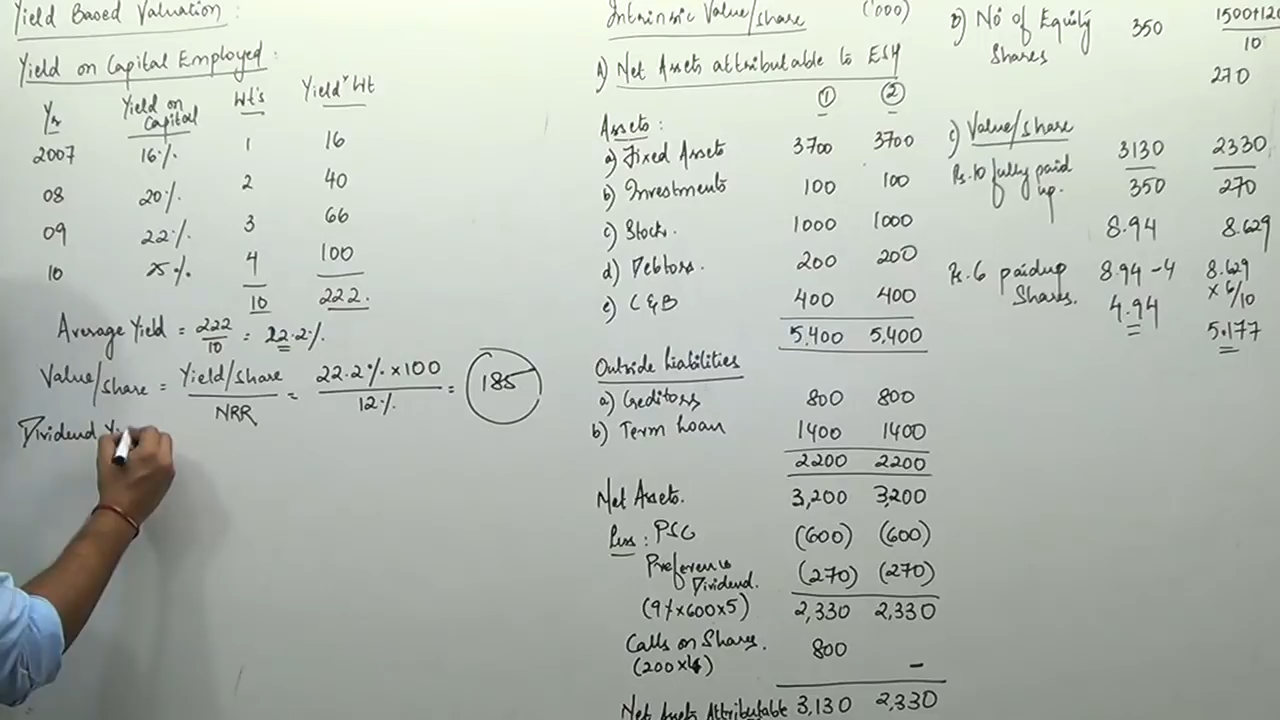 Yield Based Valuation :
Yield on Capital Employed :
Yr Yield on Capital Wt's Yield × Wt
2007 16% 1 16
08 20% 2 40
09 22% 3 66
10 25% 4 100
10 222.
Average Yield = 222/10 = 22.2%.
Value/share = Yield/share / NRR = 22.2% × 100 / 12% = 185
Dividend Yi
Intrinsic Value/share ('000)
A) Net Assets attributable to ESH
① ②
Assets :
a) Fixed Assets 3700 3700
b) Investments 100 100
c) Stock. 1000 1000
d) Debtors. 200 200
e) C&B 400 400
5,400 5,400
Outside Liabilities
a) Creditors 800 800
b) Term Loan 1400 1400
2200 2200
Net Assets. 3,200 3,200
Less : PSC (600) (600)
Preference Dividend. (270) (270)
(9%×600×5) 2,330 2,330
Calls on Shares. 800 -
(200×4)
Net Assets Attributable 3,130 2,330
B) No of Equity Shares 350 1500+120/10
270
c) Value/share
Rs.10 fully paid up. 3130/350 2330/270
8.94 8.629
Rs.6 paidup Shares. 8.94-4 8.629
× 6/10
4.94 5.177